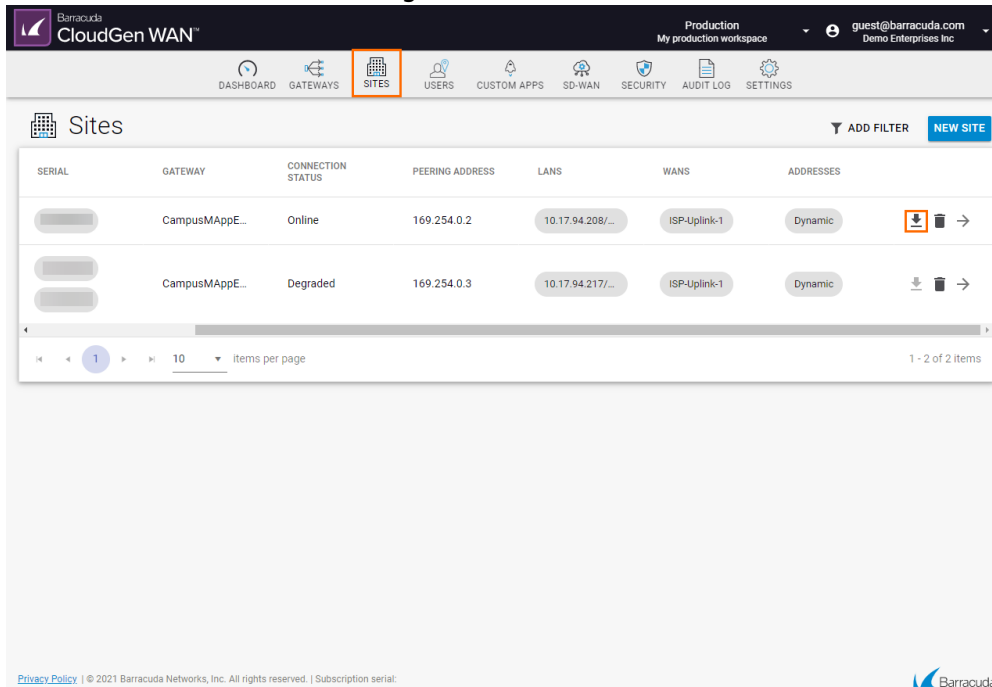 Barracuda
CloudGen WAN™
Production
My production workspace
guest@barracuda.com
Demo Enterprises Inc
DASHBOARD GATEWAYS SITES USERS CUSTOM APPS SD-WAN SECURITY AUDIT LOG SETTINGS
Sites
ADD FILTER NEW SITE
SERIAL GATEWAY CONNECTION STATUS PEERING ADDRESS LANS WANS ADDRESSES
CampusMAppE... Online 169.254.0.2 10.17.94.208/... ISP-Uplink-1 Dynamic
CampusMAppE... Degraded 169.254.0.3 10.17.94.217/... ISP-Uplink-1 Dynamic
1 10 items per page 1 - 2 of 2 items
Privacy Policy | © 2021 Barracuda Networks, Inc. All rights reserved. | Subscription serial:
Barracuda